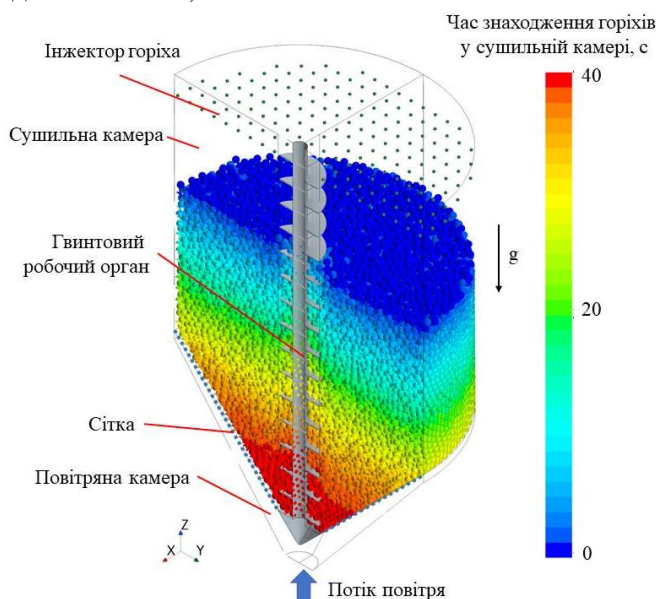 Час знаходження горіхів
у сушильній камері, с
Інжектор горіха
Сушильна камера
Гвинтовий
робочий орган
Сітка
Повітряна камера
Потік повітря
g
40
20
0
Z
X
Y